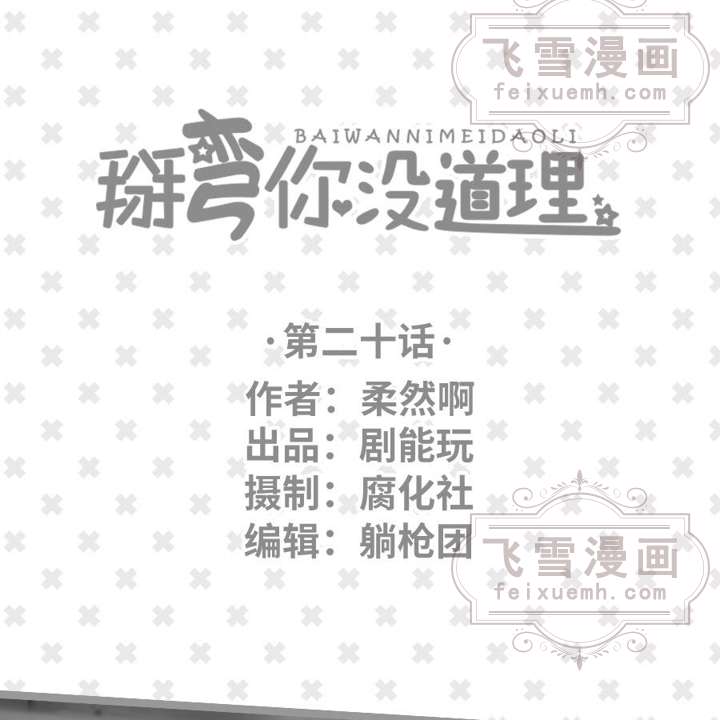 飞雪漫画
feixuemh.com
BAIWANNIMEIDAOLI
掰弯你没道理
·第二十话·
作者：柔然啊
出品：剧能玩
摄制：腐化社
编辑：躺枪团
飞雪漫画
feixuemh.com